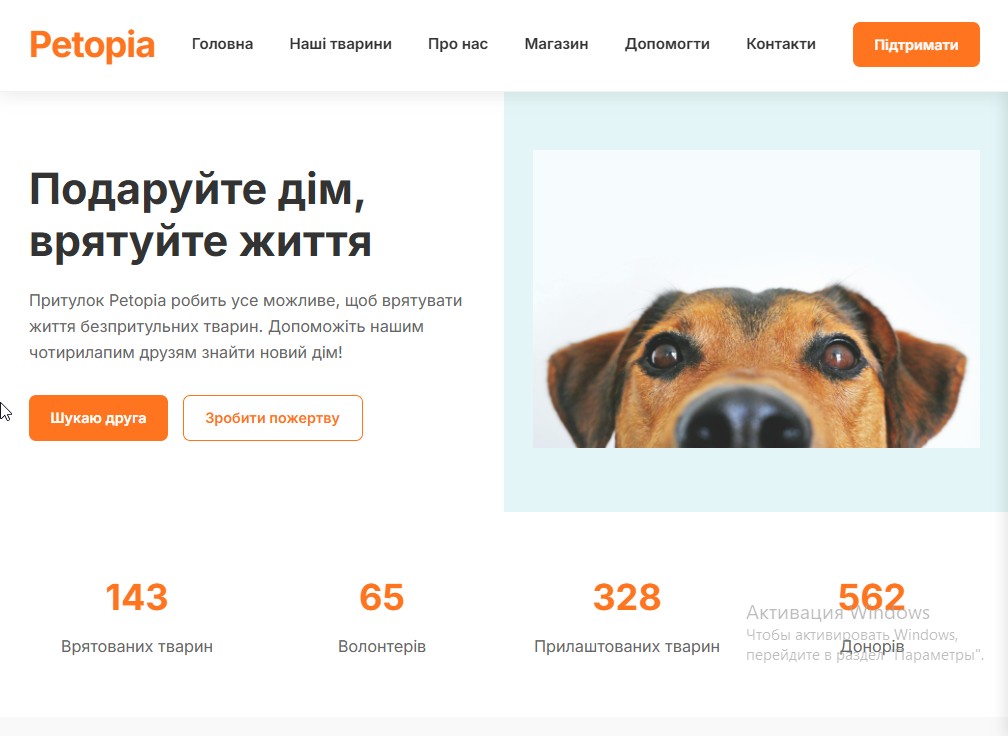 Petopia
Головна
Наші тварини
Про нас
Магазин
Допомогти
Контакти
Підтримати
Подаруйте дім,
врятуйте життя
Притулок Petopia робить усе можливе, щоб врятувати
життя безпритульних тварин. Допоможіть нашим
чотирилапим друзям знайти новий дім!
Шукаю друга
Зробити пожертву
143
65
328
562
Врятованих тварин
Волонтерів
Прилаштованих тварин
Донорів
Активация Windows
Чтобы активировать Windows,
перейдите в раздел "Параметры".